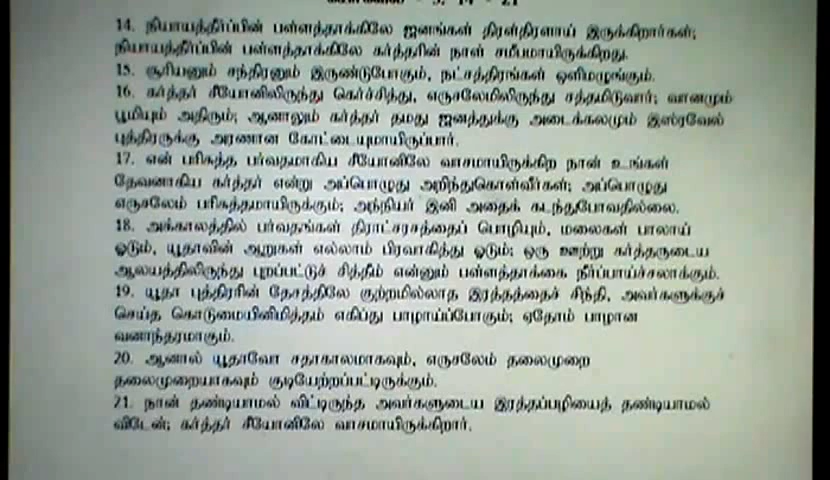 3: 14 - 21
14. நியாயத்தீர்ப்பின் பள்ளத்தாக்கிலே ஜனங்கள் திரள்திரளாய் இருக்கிறார்கள்;
நியாயத்தீர்ப்பின் பள்ளத்தாக்கிலே கர்த்தரின் நாள் சமீபமாயிருக்கிறது.
15. சூரியனும் சந்திரனும் இருண்டுபோகும், நட்சத்திரங்கள் ஒளிமழுங்கும்.
16. கர்த்தர் சீயோனிலிருந்து கெர்ச்சித்து, எருசலேமிலிருந்து சத்தமிடுவார்; வானமும்
பூமியும் அதிரும்; ஆனாலும் கர்த்தர் தமது ஜனத்துக்கு அடைக்கலமும் இஸ்ரவேல்
புத்திரருக்கு அரணான கோட்டையுமாயிருப்பார்.
17. என் பரிசுத்த பர்வதமாகிய சீயோனிலே வாசமாயிருக்கிற நான் உங்கள்
தேவனாகிய கர்த்தர் என்று அப்பொழுது அறிந்துகொள்வீர்கள்; அப்பொழுது
எருசலேம் பரிசுத்தமாயிருக்கும்; அந்நியர் இனி அதைக் கடந்துபோவதில்லை.
18. அக்காலத்தில் பர்வதங்கள் திராட்சரசத்தைப் பொழியும், மலைகள் பாலாய்
ஓடும், யூதாவின் ஆறுகள் எல்லாம் பிரவாகித்து ஓடும்; ஒரு ஊற்று கர்த்தருடைய
ஆலயத்திலிருந்து புறப்பட்டுச் சித்தீம் என்னும் பள்ளத்தாக்கை நீர்ப்பாய்ச்சலாக்கும்.
19. யூதா புத்திரரின் தேசத்திலே குற்றமில்லாத இரத்தத்தைச் சிந்தி, அவர்களுக்குச்
செய்த கொடுமையினிமித்தம் எகிப்து பாழாய்ப்போகும்; ஏதோம் பாழான
வனாந்தரமாகும்.
20. ஆனால் யூதாவோ சதாகாலமாகவும், எருசலேம் தலைமுறை
தலைமுறையாகவும் குடியேற்றப்பட்டிருக்கும்.
21. நான் தண்டியாமல் விட்டிருந்த அவர்களுடைய இரத்தப்பழியைத் தண்டியாமல்
விடேன்; கர்த்தர் சீயோனிலே வாசமாயிருக்கிறார்.